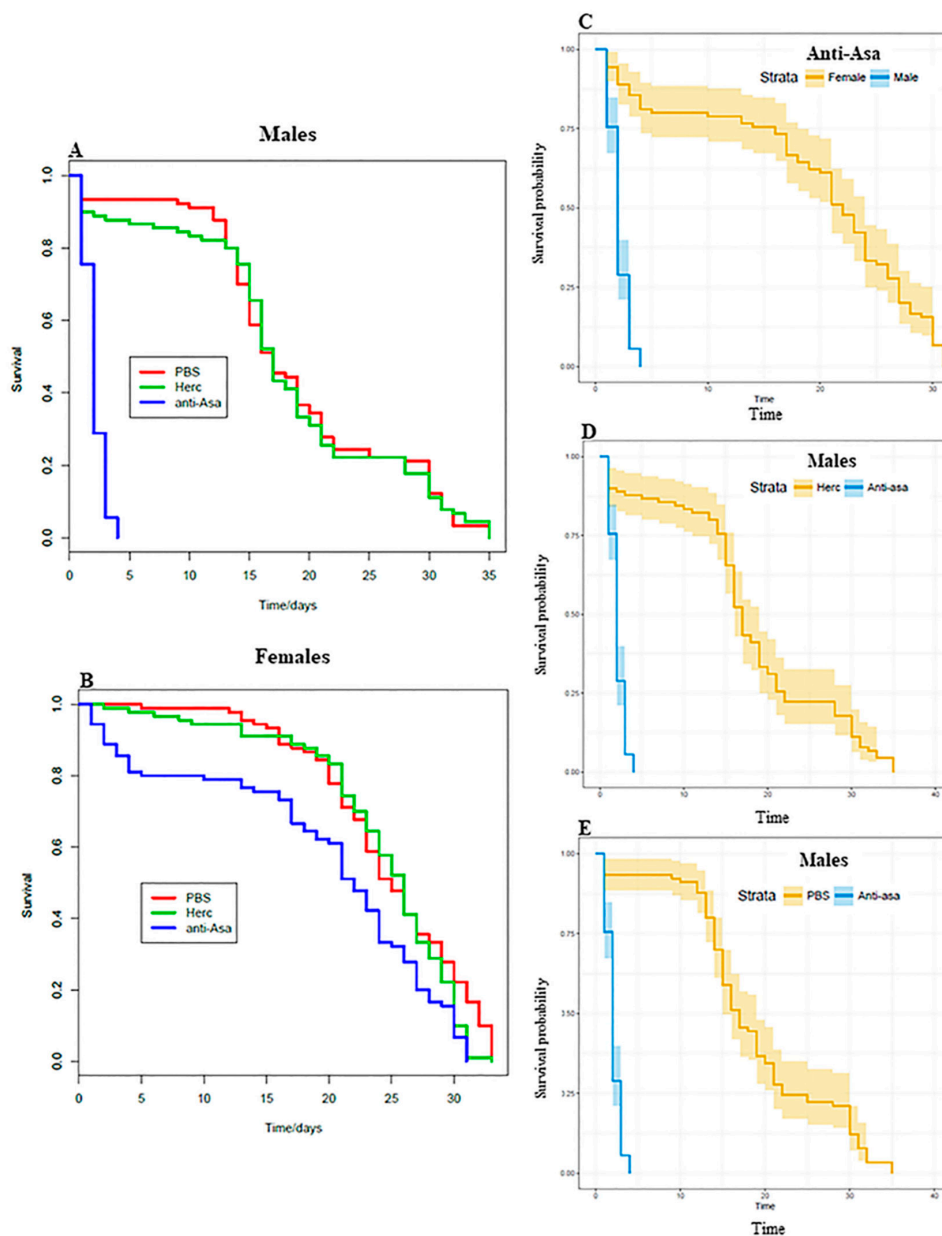 A
Males
1.0
0.8
0.6
0.4
0.2
0.0
Survival
PBS
Herc
anti-Asa
0 5 10 15 20 25 30 35
Time/days
Females
B
1.0
0.8
0.6
0.4
0.2
0.0
Survival
PBS
Herc
anti-Asa
0 5 10 15 20 25 30
Time/days
C
Anti-Asa
Strata Female Male
1.00
0.75
0.50
0.25
0.00
Survival probability
0 10 20 30
Time
Time
D
Males
Strata Herc Anti-asa
1.00
0.75
0.50
0.25
0.00
Survival probability
0 10 20 30 40
Time
E
Males
Strata PBS Anti-asa
1.00
0.75
0.50
0.25
0.00
Survival probability
0 10 20 30 40
Time
Time